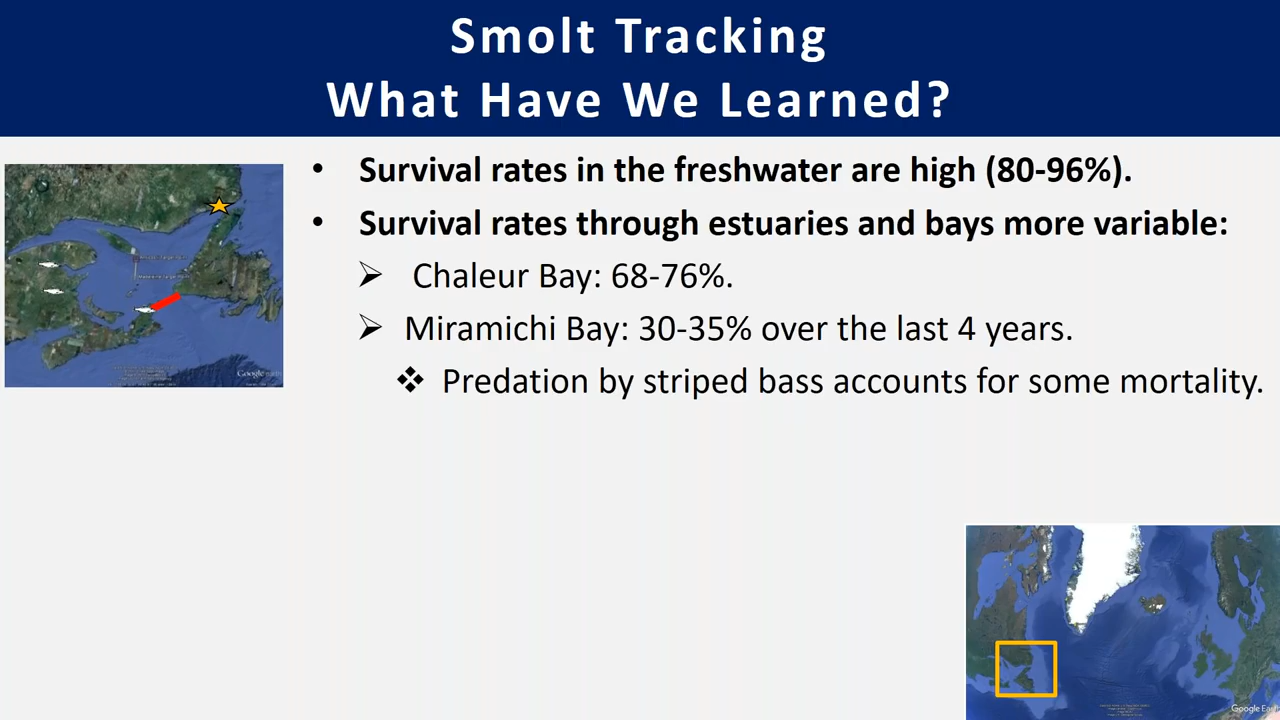 Smolt Tracking
What Have We Learned?
• Survival rates in the freshwater are high (80-96%).
• Survival rates through estuaries and bays more variable:
➢ Chaleur Bay: 68-76%.
➢ Miramichi Bay: 30-35% over the last 4 years.
❖ Predation by striped bass accounts for some mortality.
Google earth
Google Earth